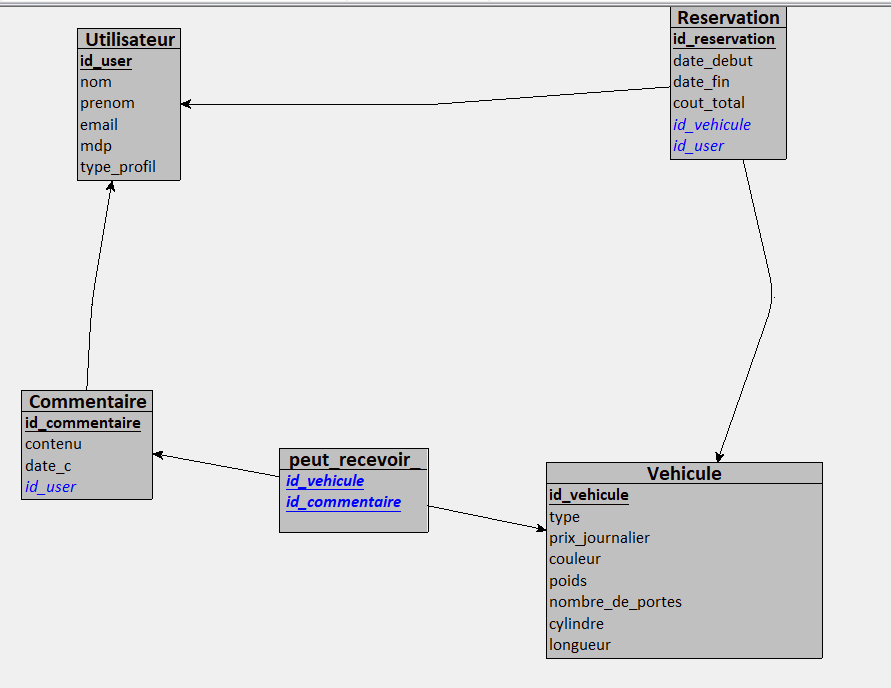 Utilisateur
id_user
nom
prenom
email
mdp
type_profil
Reservation
id_reservation
date_debut
date_fin
cout_total
id_vehicule
id_user
Commentaire
id_commentaire
contenu
date_c
id_user
peut_recevoir_
id_vehicule
id_commentaire
Vehicule
id_vehicule
type
prix_journalier
couleur
poids
nombre_de_portes
cylindre
longueur